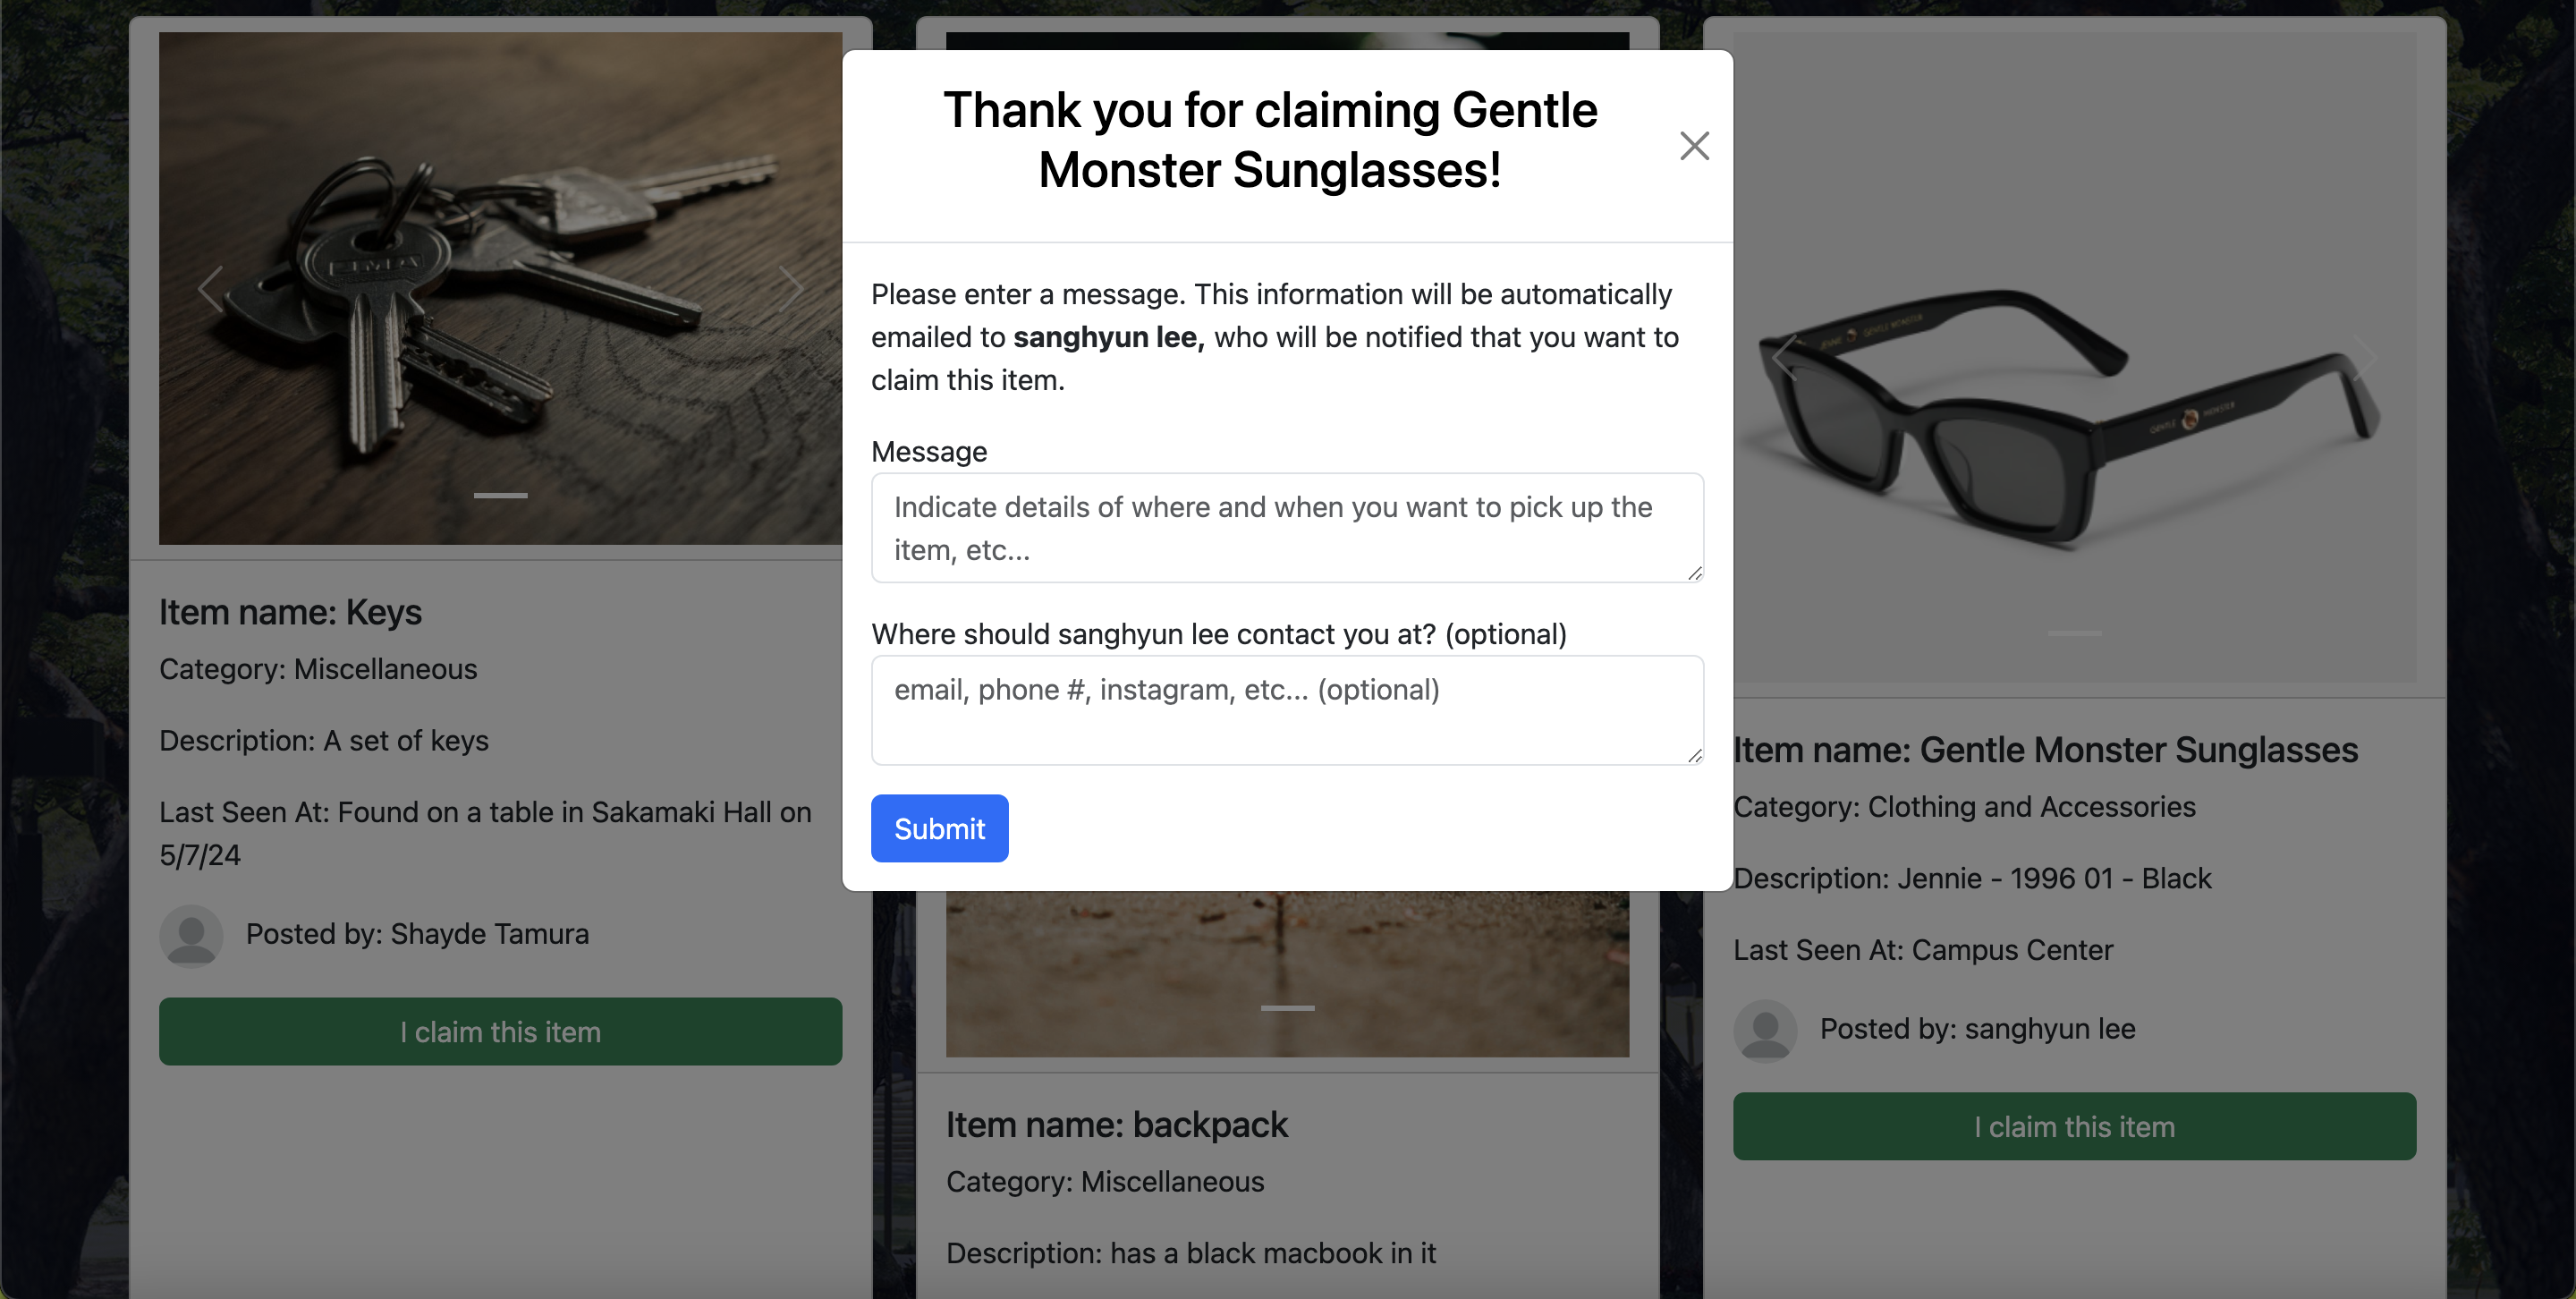 Thank you for claiming Gentle
Monster Sunglasses!
Please enter a message. This information will be automatically
emailed to sanghyun lee, who will be notified that you want to
claim this item.
Message
Indicate details of where and when you want to pick up the
item, etc...
Where should sanghyun lee contact you at? (optional)
email, phone #, instagram, etc... (optional)
Submit
Item name: Keys
Category: Miscellaneous
Description: A set of keys
Last Seen At: Found on a table in Sakamaki Hall on
5/7/24
Posted by: Shayde Tamura
I claim this item
Item name: backpack
Category: Miscellaneous
Description: has a black macbook in it
JENNIE
GENTLE MONSTER
GENTLE MONSTER
Item name: Gentle Monster Sunglasses
Category: Clothing and Accessories
Description: Jennie - 1996 01 - Black
Last Seen At: Campus Center
Posted by: sanghyun lee
I claim this item